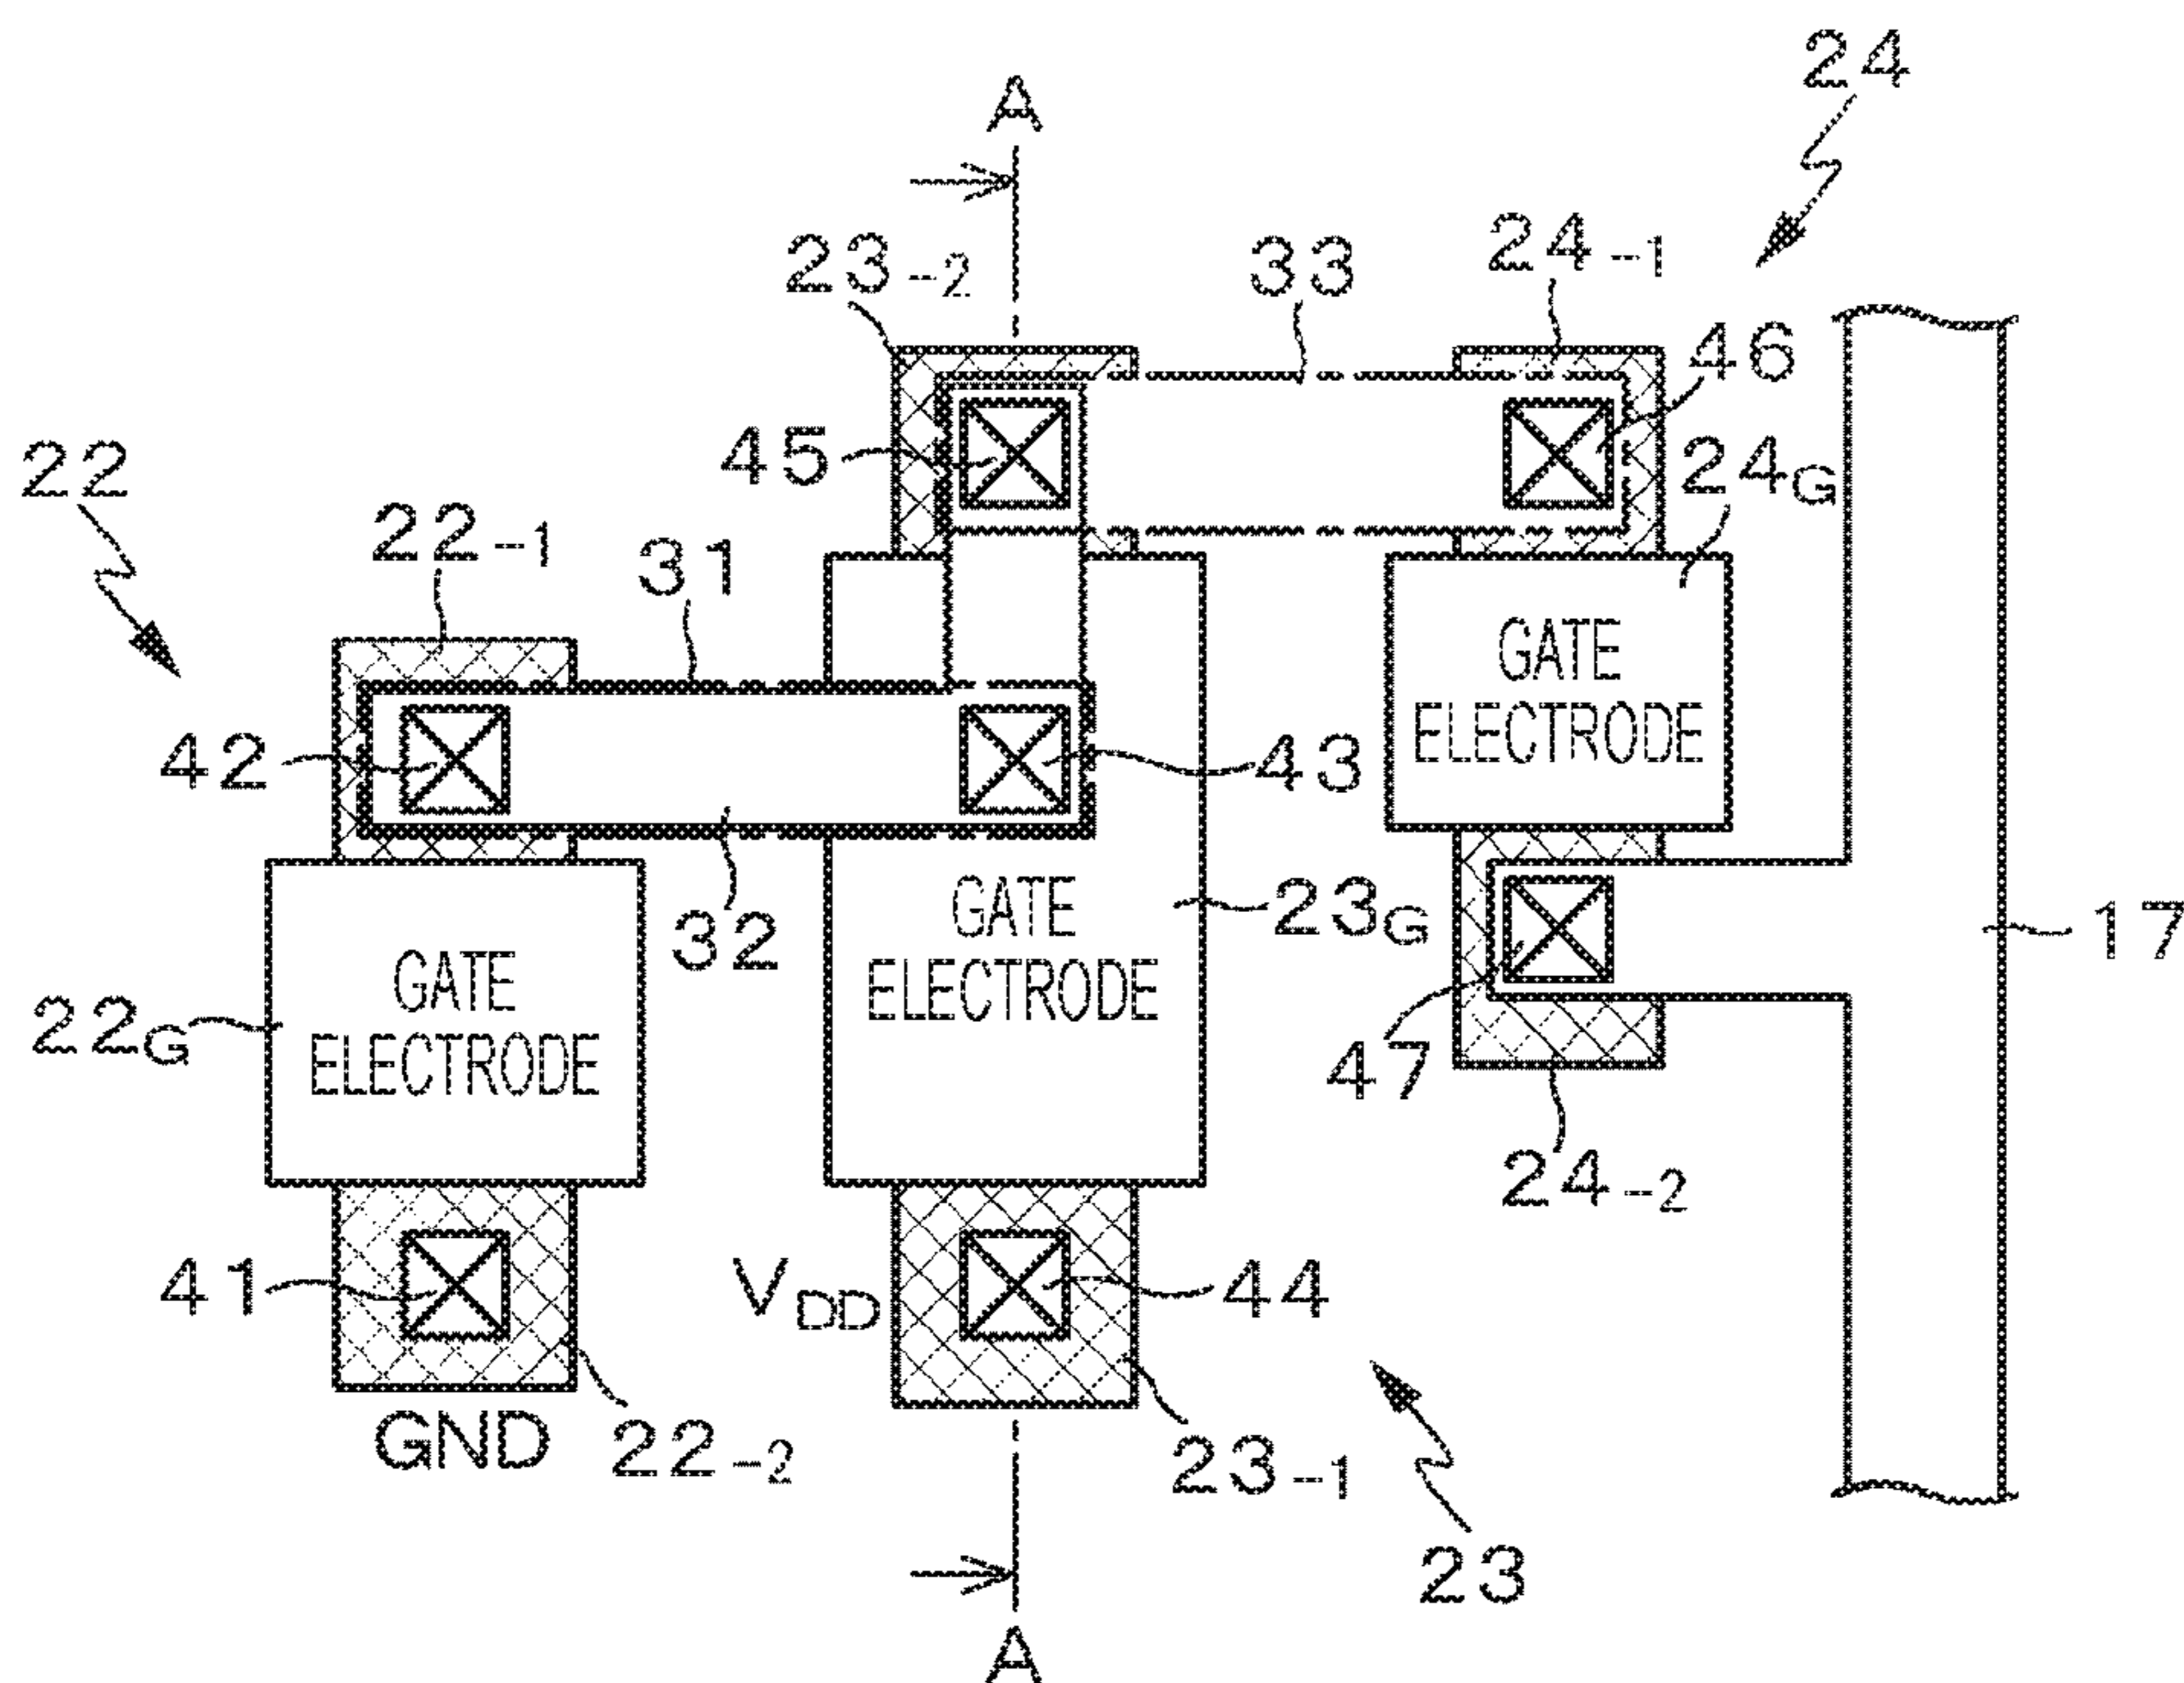 24
A
23-2
33
24-1
46
45
24G
22
22-1
31
GATE
ELECTRODE
42
43
32
GATE
ELECTRODE
23G
17
GATE
ELECTRODE
22G
47
24-2
41
VDD
44
GND
22-2
23-1
23
A